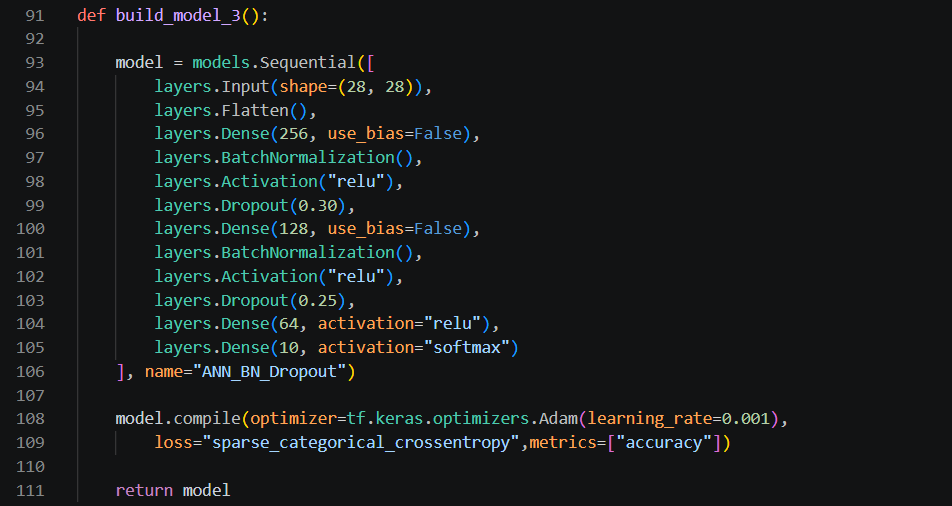 91 def build_model_3():
92
93     model = models.Sequential([
94         layers.Input(shape=(28, 28)),
95         layers.Flatten(),
96         layers.Dense(256, use_bias=False),
97         layers.BatchNormalization(),
98         layers.Activation("relu"),
99         layers.Dropout(0.30),
100         layers.Dense(128, use_bias=False),
101         layers.BatchNormalization(),
102         layers.Activation("relu"),
103         layers.Dropout(0.25),
104         layers.Dense(64, activation="relu"),
105         layers.Dense(10, activation="softmax")
106     ], name="ANN_BN_Dropout")
107
108     model.compile(optimizer=tf.keras.optimizers.Adam(learning_rate=0.001),
109         loss="sparse_categorical_crossentropy",metrics=["accuracy"])
110
111     return model